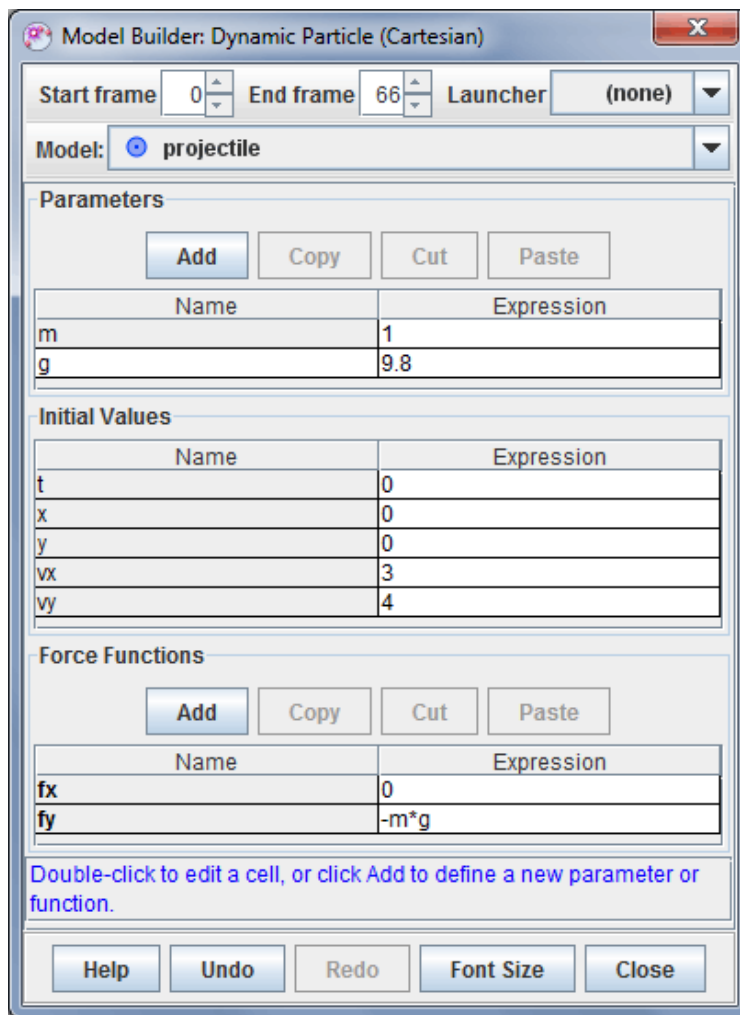 Model Builder: Dynamic Particle (Cartesian)
Start frame 0 End frame 66 Launcher (none)
Model: projectile
Parameters
Add Copy Cut Paste
Name Expression
m 1
g 9.8
Initial Values
Name Expression
t 0
x 0
y 0
vx 3
vy 4
Force Functions
Add Copy Cut Paste
Name Expression
fx 0
fy -m*g
Double-click to edit a cell, or click Add to define a new parameter or
function.
Help Undo Redo Font Size Close